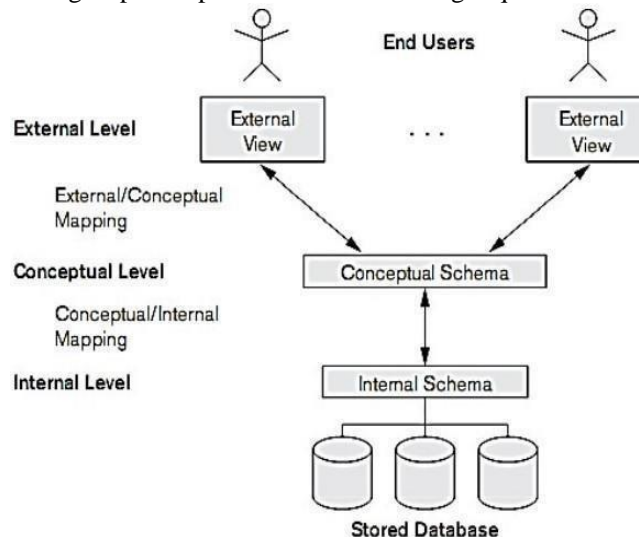 End Users
External Level
External
View
. . .
External
View
External/Conceptual
Mapping
Conceptual Level
Conceptual Schema
Conceptual/Internal
Mapping
Internal Level
Internal Schema
Stored Database